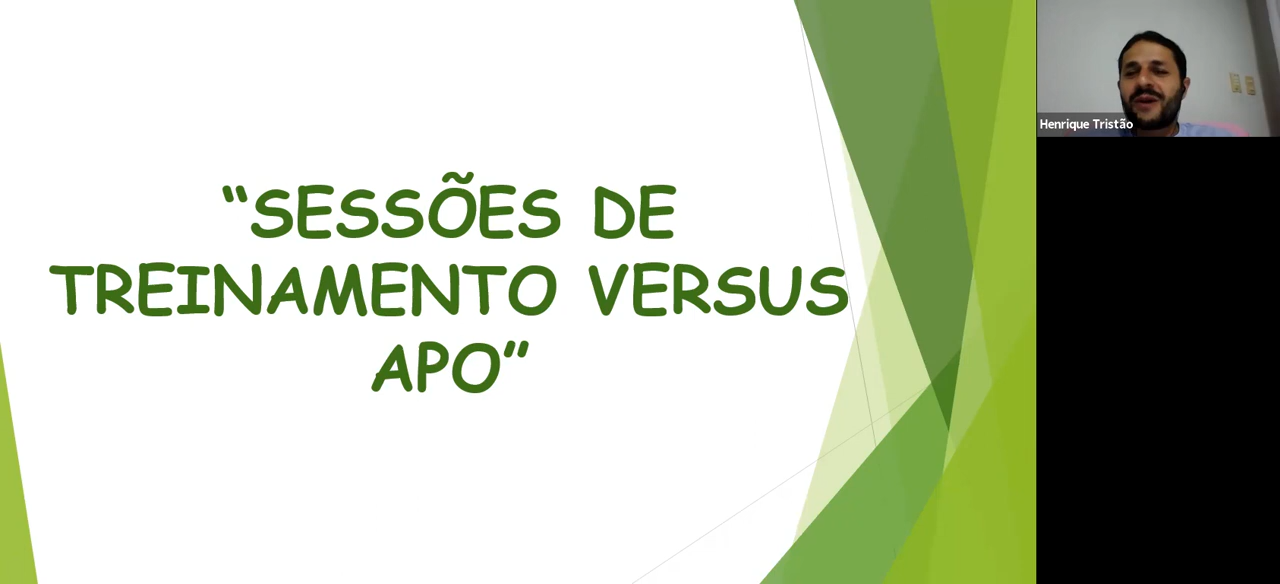 “SESSÕES DE
TREINAMENTO VERSUS
APO”
Henrique Tristão